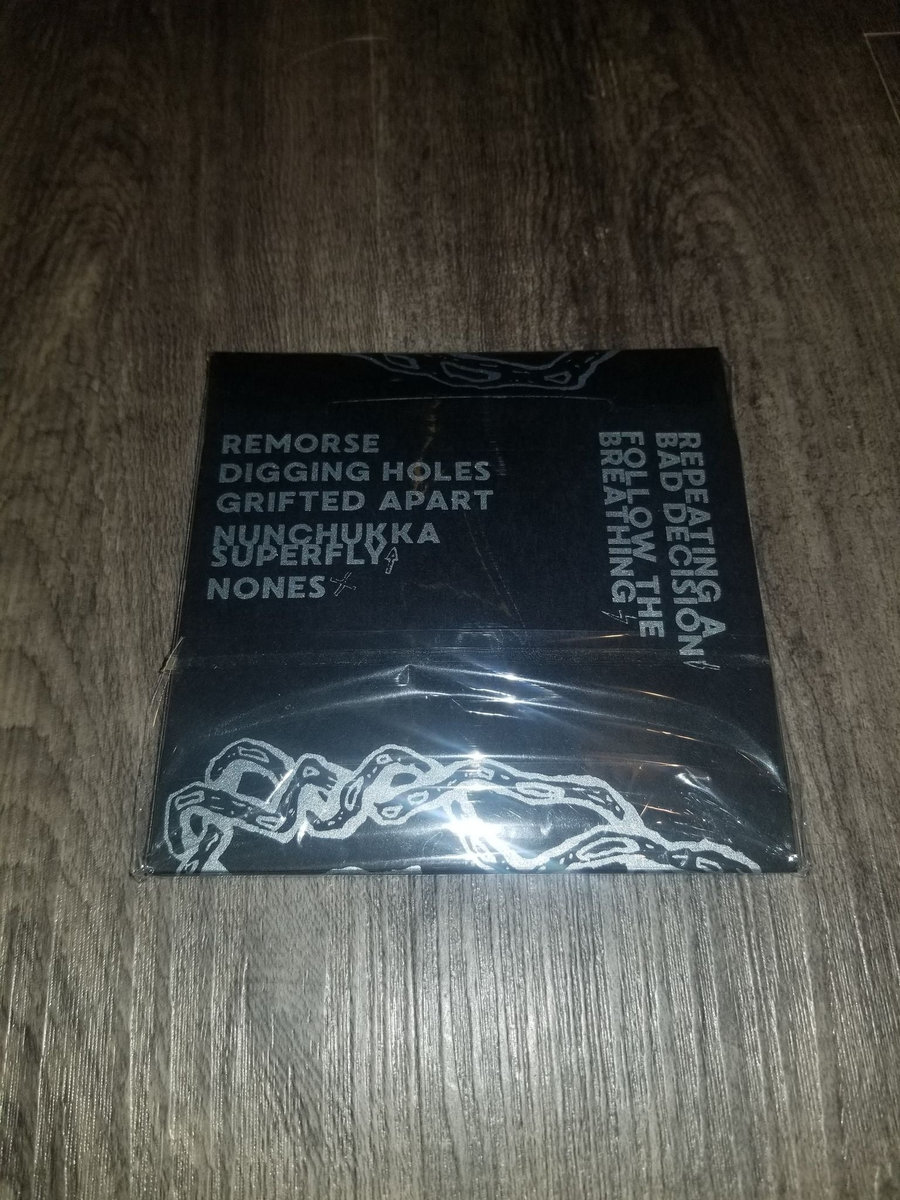 REMORSE
DIGGING HOLES
GRIFTED APART
NUNCHUKKA
SUPERFLY
NONES
REPEATING A
BAD DECISION
FOLLOW THE
BREATHING